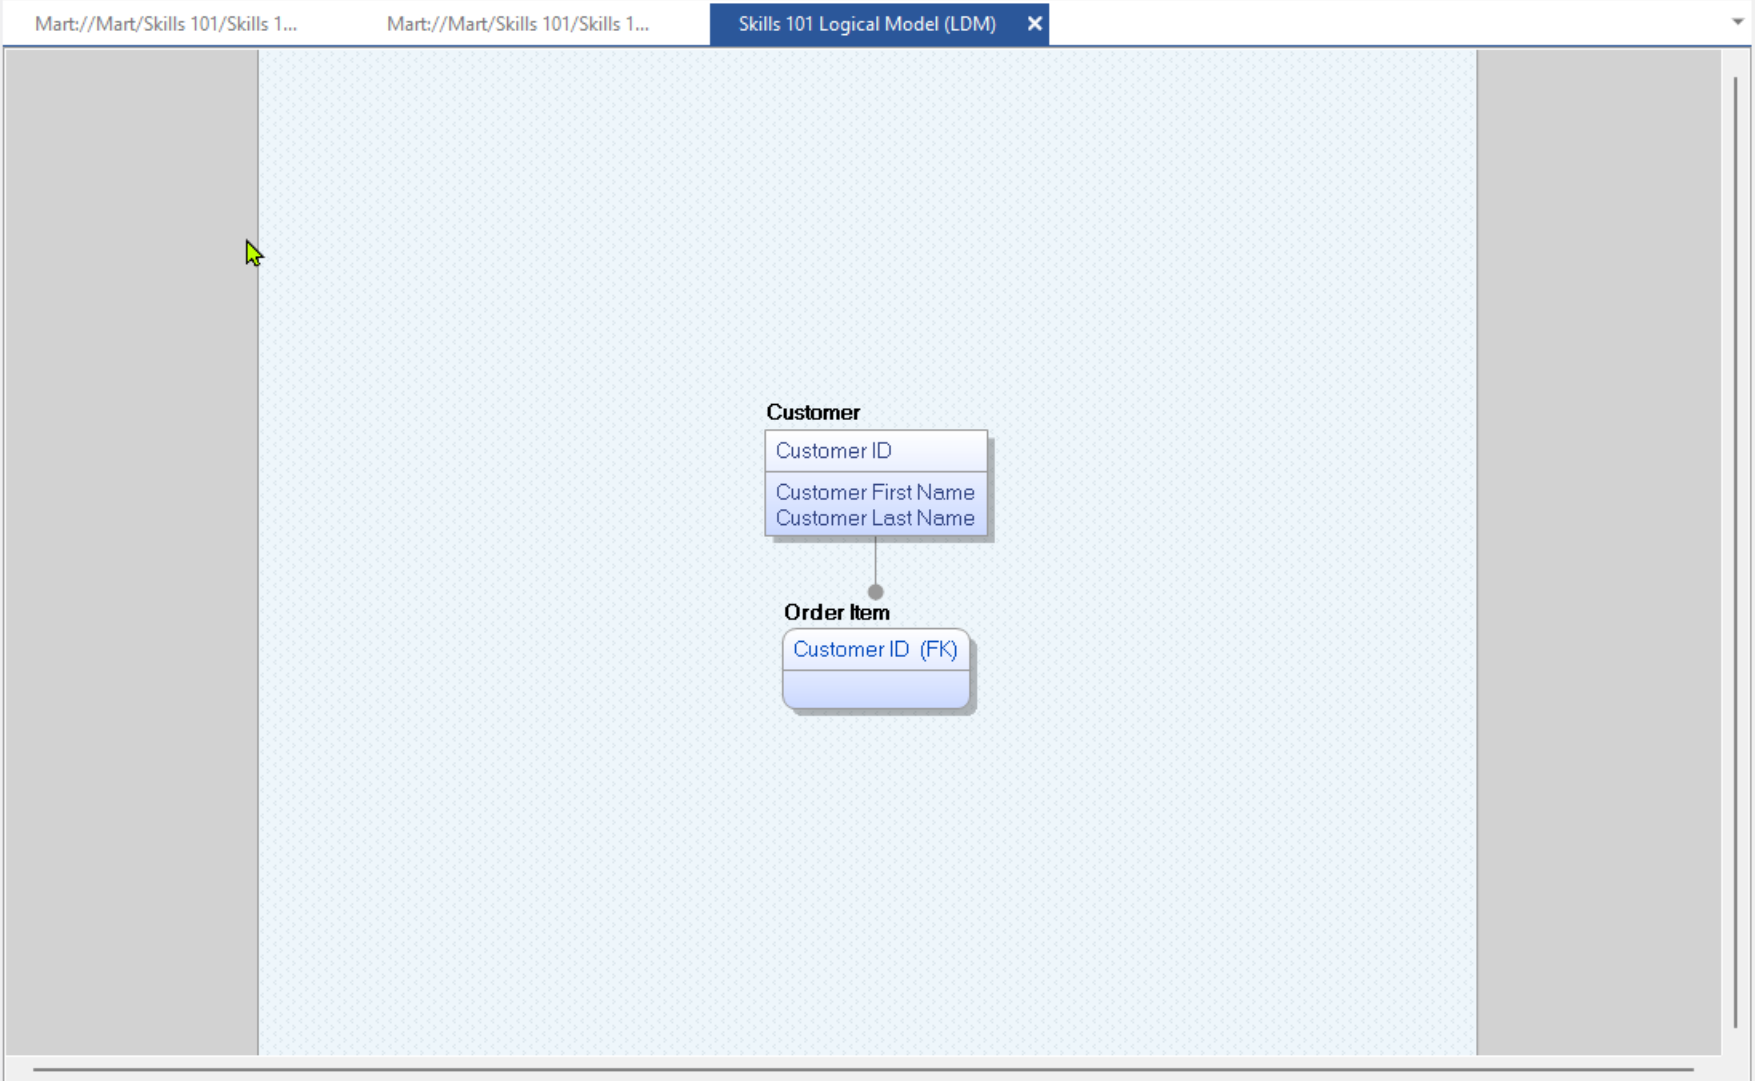 Mart://Mart/Skills 101/Skills 1...
Mart://Mart/Skills 101/Skills 1...
Skills 101 Logical Model (LDM)
Customer
Customer ID
Customer First Name
Customer Last Name
Order Item
Customer ID (FK)